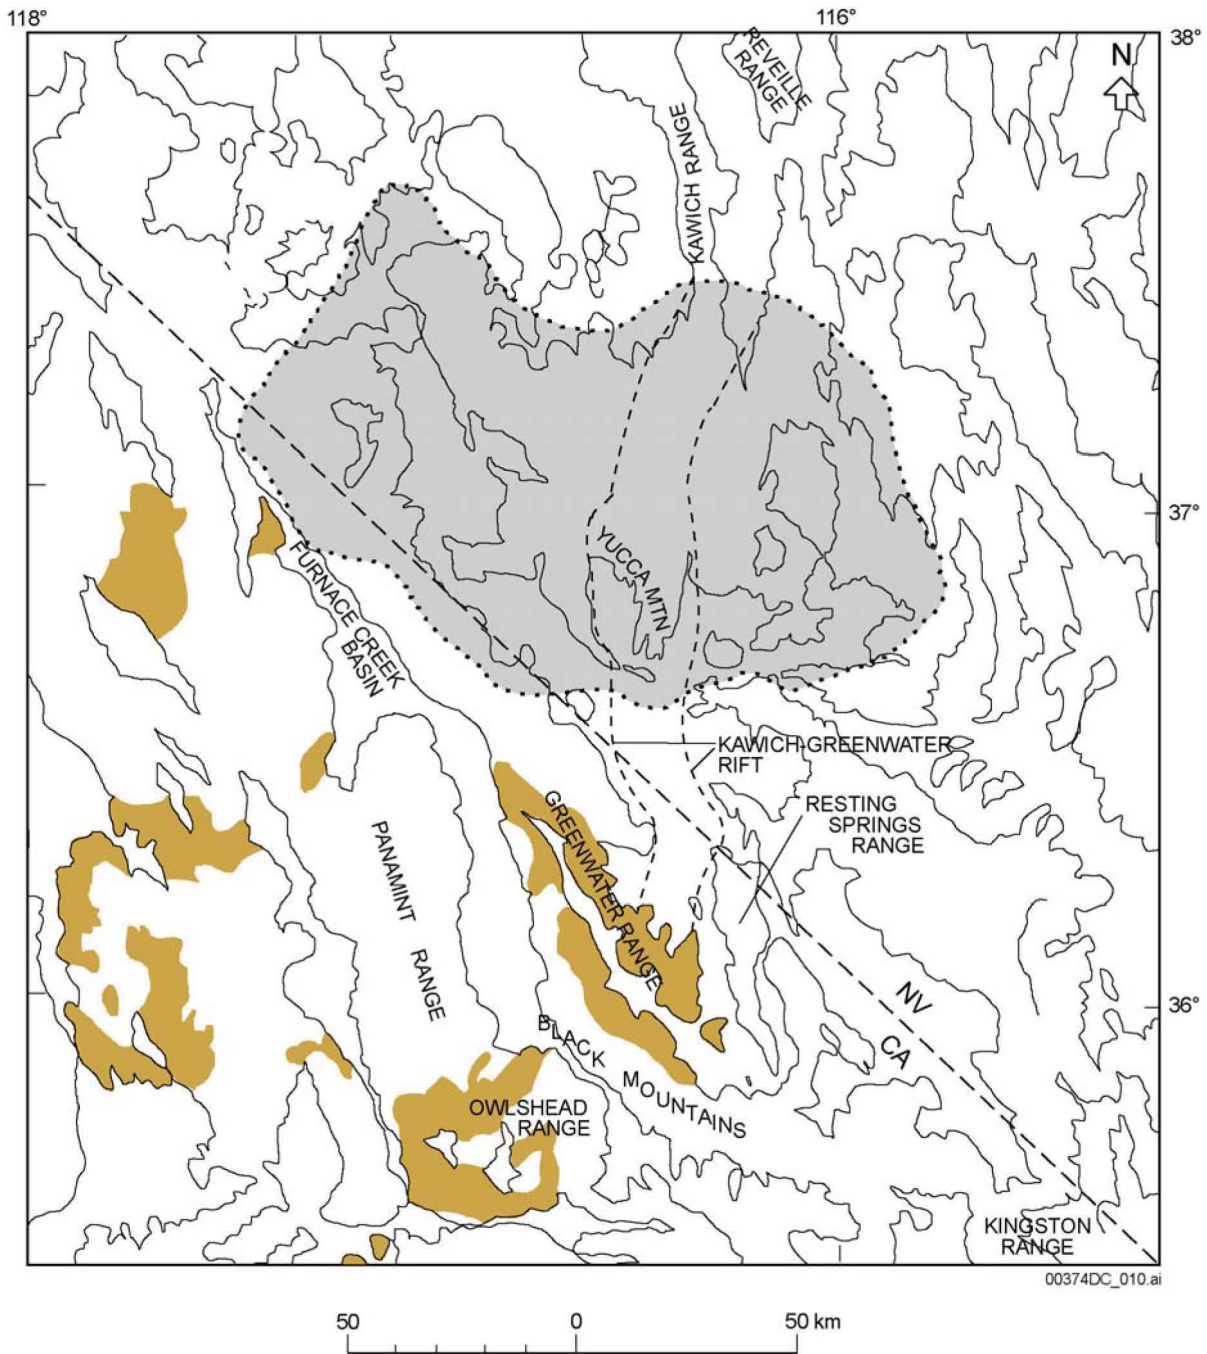 118°
116°
38°
N
REVEILLE
RANGE
KAWICH RANGE
37°
YUCCA MTN
FURNACE CREEK
BASIN
KAWICH-GREENWATER
RIFT
RESTING
SPRINGS
RANGE
GREENWATER RANGE
PANAMINT RANGE
NV
CA
36°
BLACK MOUNTAINS
OWLSHEAD
RANGE
KINGSTON
RANGE
00374DC_010.ai
50 0 50 km